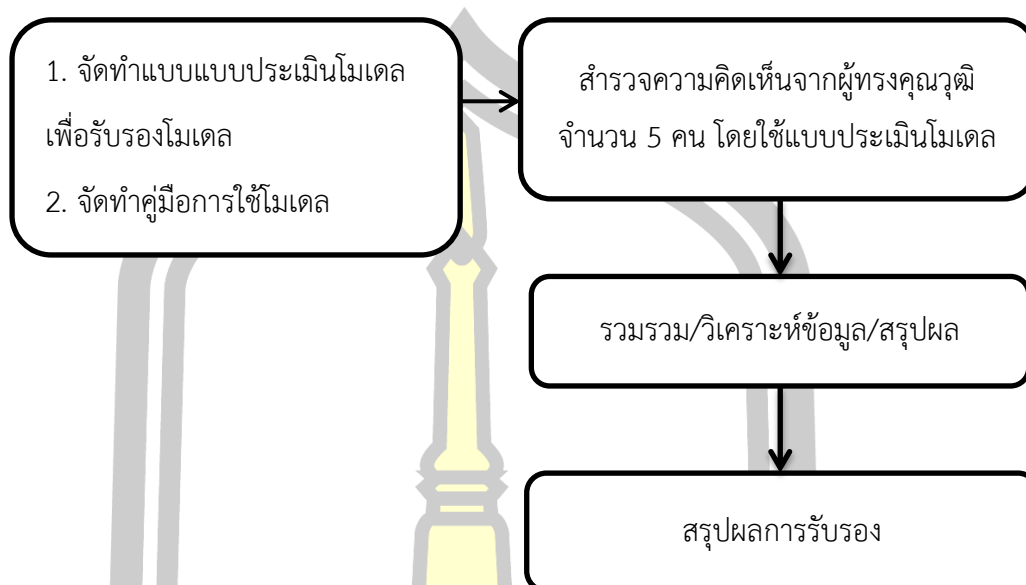 1. จัดทำแบบแบบประเมินโมเดล
เพื่อรับรองโมเดล
2. จัดทำคู่มือการใช้โมเดล
สำรวจความคิดเห็นจากผู้ทรงคุณวุฒิ
จำนวน 5 คน โดยใช้แบบประเมินโมเดล
รวมรวม/วิเคราะห์ข้อมูล/สรุปผล
สรุปผลการรับรอง